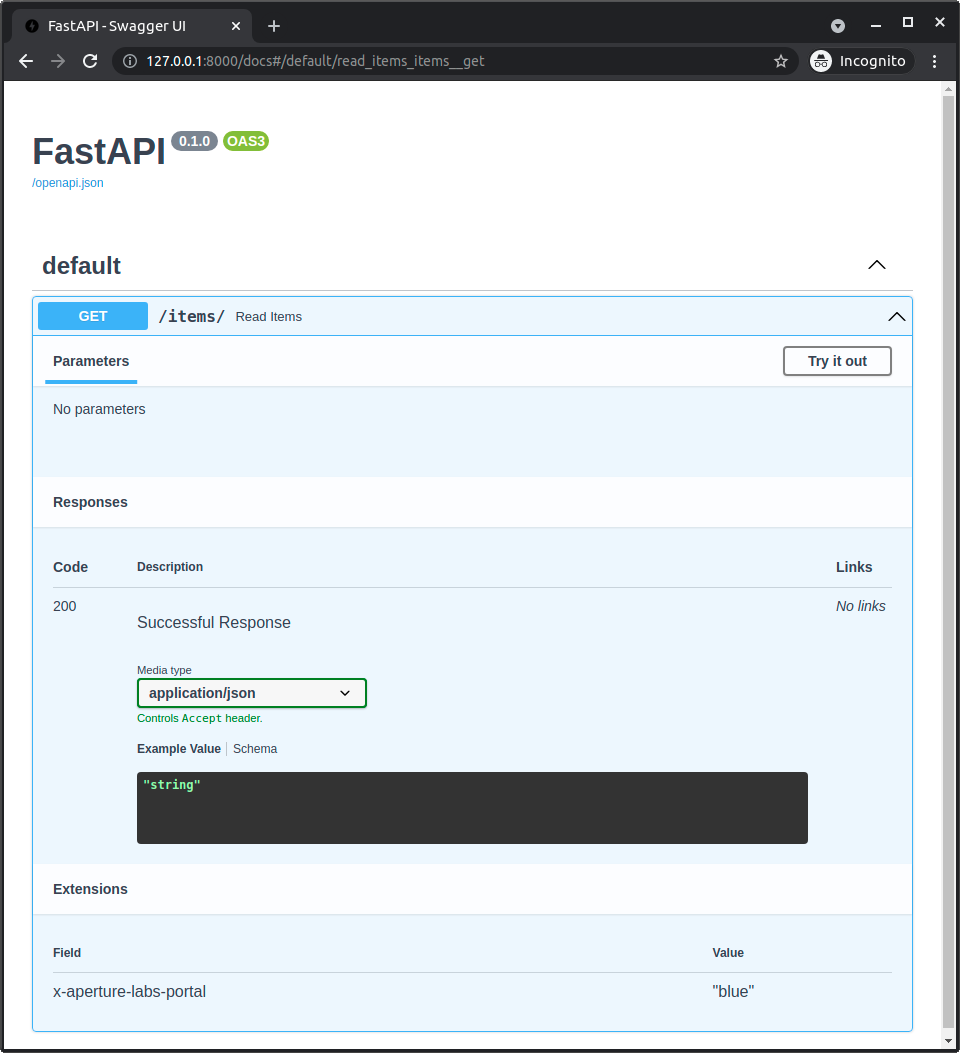 FastAPI - Swagger UI
127.0.0.1:8000/docs#/default/read_items_items__get
Incognito
FastAPI 0.1.0 OAS3
/openapi.json
default
GET /items/ Read Items
Parameters Try it out
No parameters
Responses
Code Description Links
200 No links
Successful Response
Media type
application/json
Controls Accept header.
Example Value Schema
"string"
Extensions
Field Value
x-aperture-labs-portal "blue"